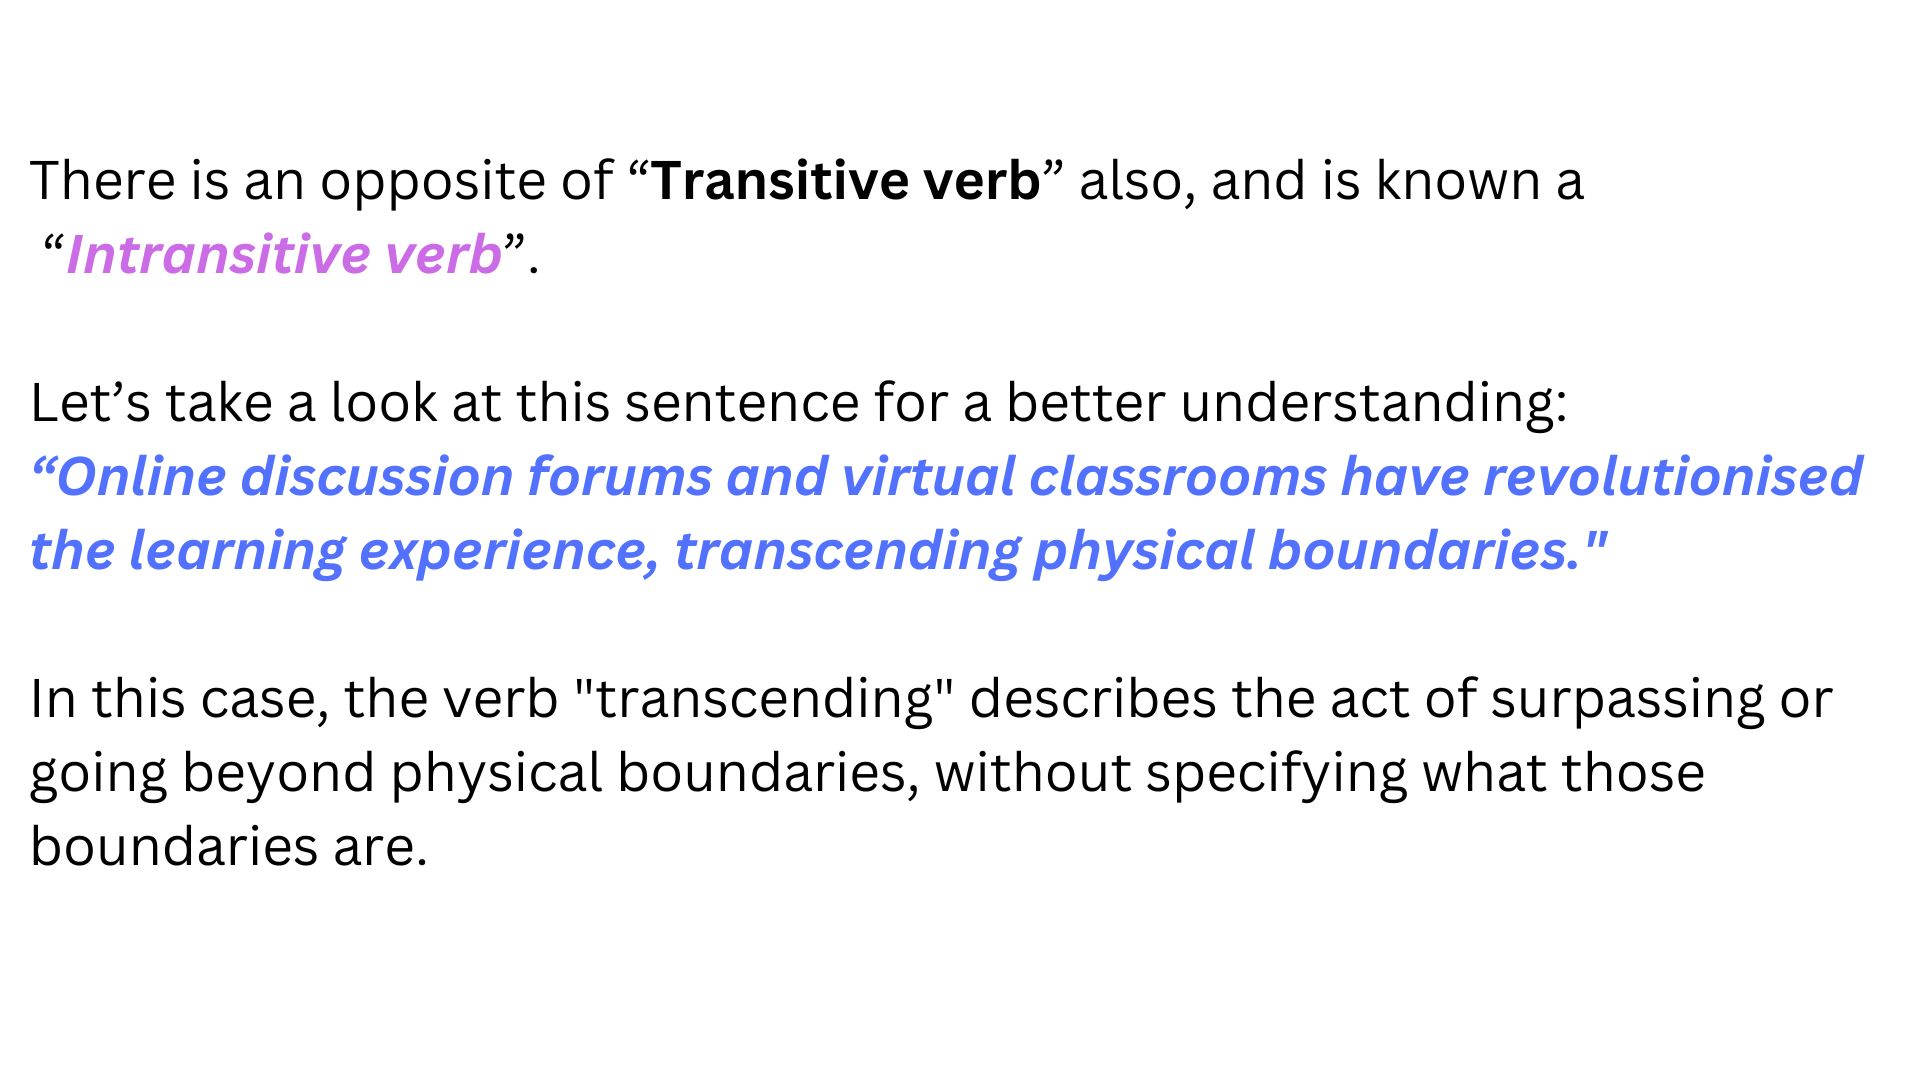 There is an opposite of “Transitive verb” also, and is known a
“Intransitive verb”.
Let’s take a look at this sentence for a better understanding:
“Online discussion forums and virtual classrooms have revolutionised
the learning experience, transcending physical boundaries."
In this case, the verb "transcending" describes the act of surpassing or
going beyond physical boundaries, without specifying what those
boundaries are.